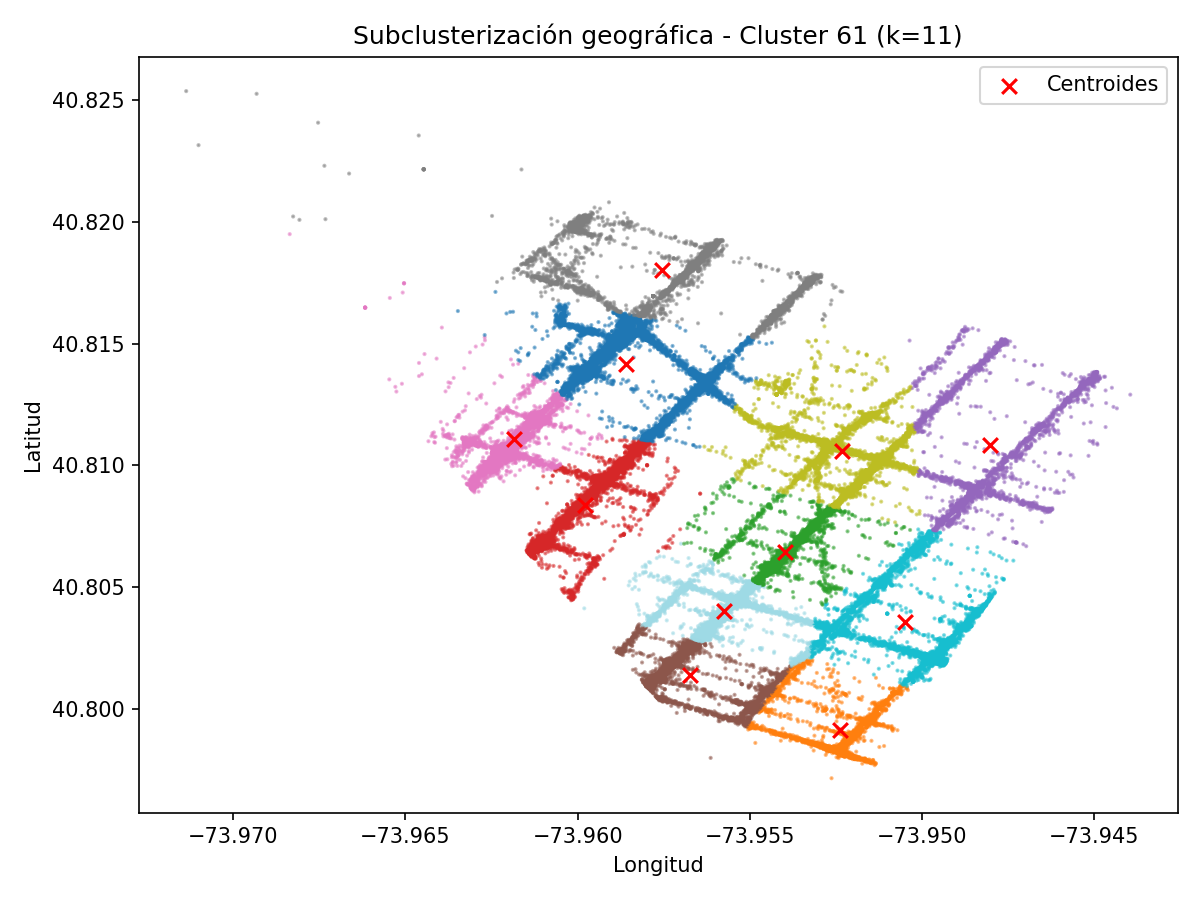 Subclusterización geográfica - Cluster 61 (k=11)
Centroides
40.825
40.820
40.815
40.810
40.805
40.800
Latitud
−73.970 −73.965 −73.960 −73.955 −73.950 −73.945
Longitud